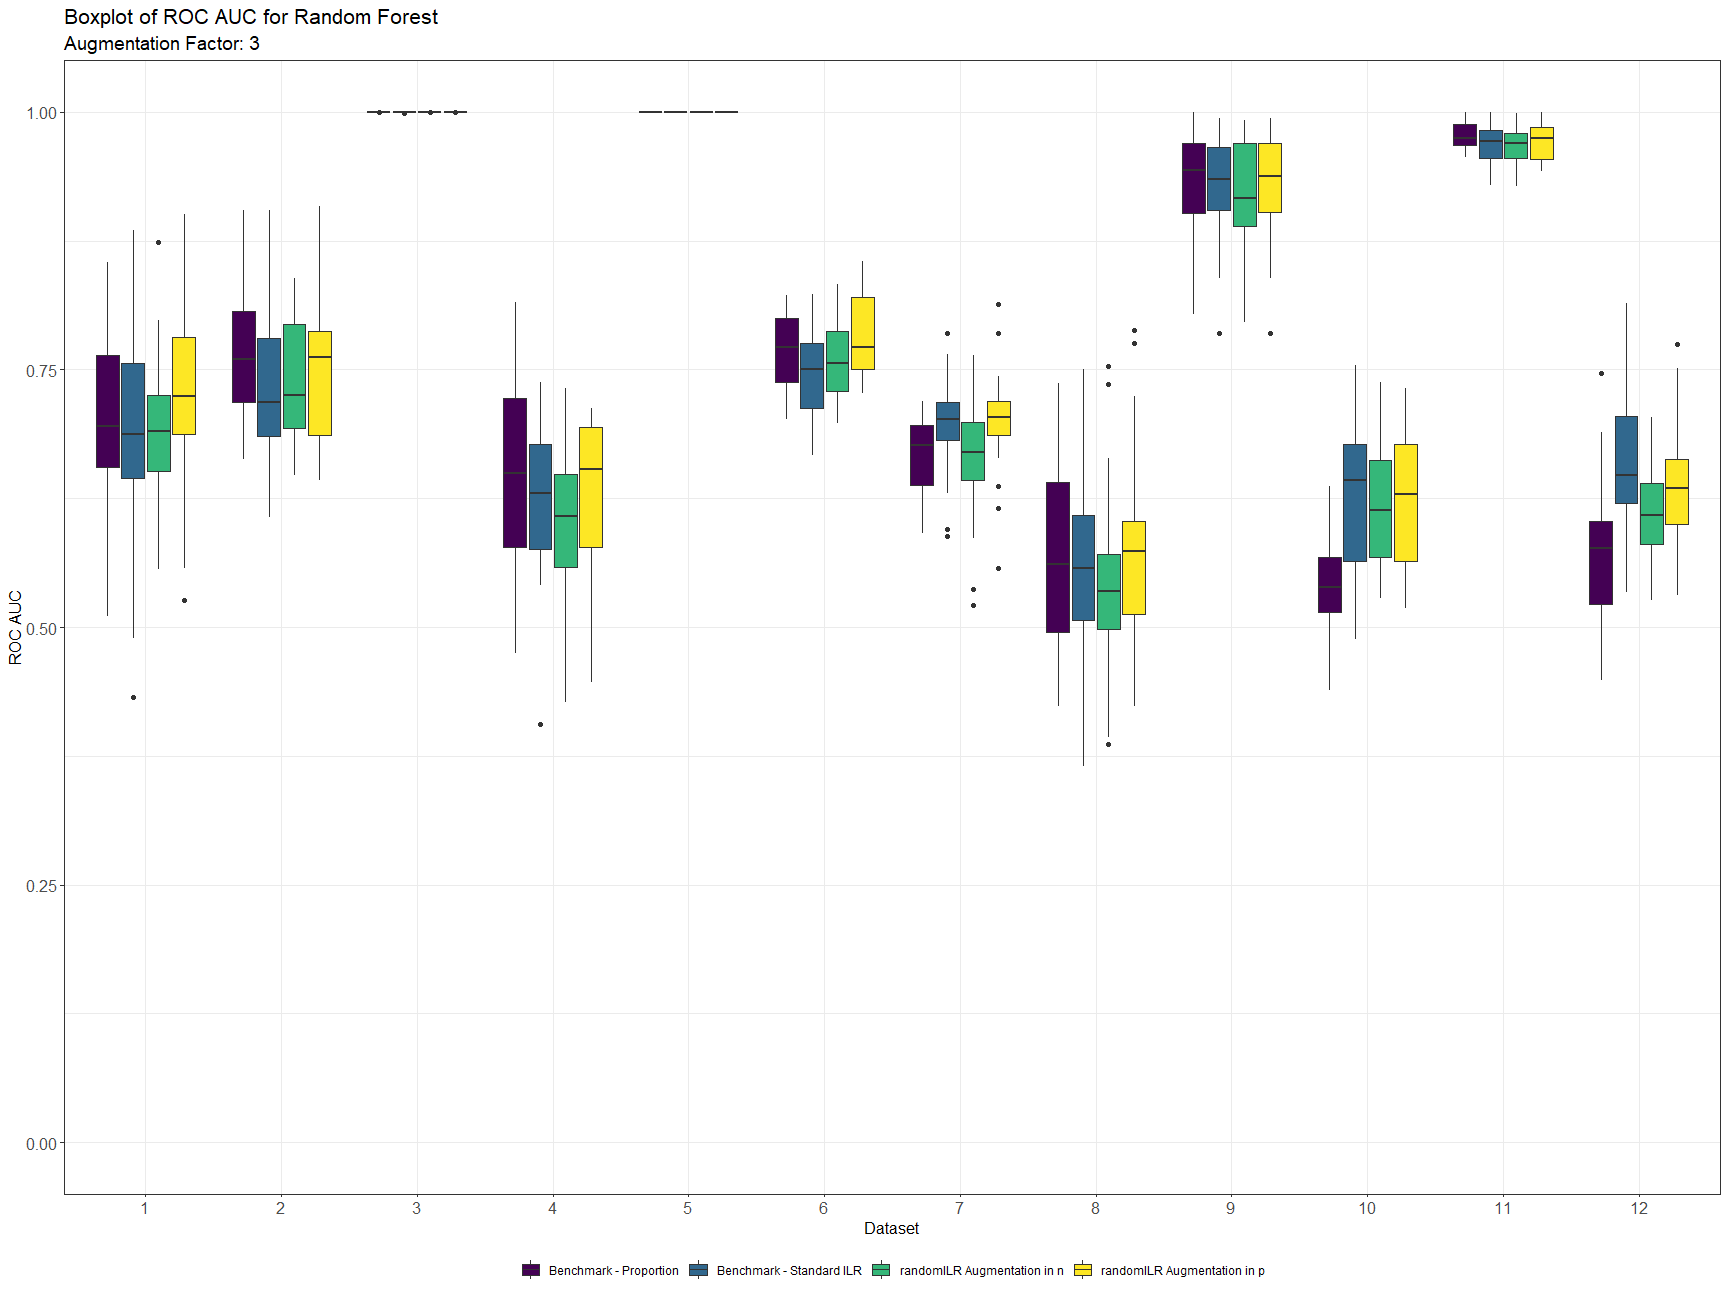 Boxplot of ROC AUC for Random Forest
Augmentation Factor: 3
1.00
0.75
0.50
0.25
0.00
ROC AUC
1 2 3 4 5 6 7 8 9 10 11 12
Dataset
Benchmark - Proportion Benchmark - Standard ILR randomILR Augmentation in n randomILR Augmentation in p